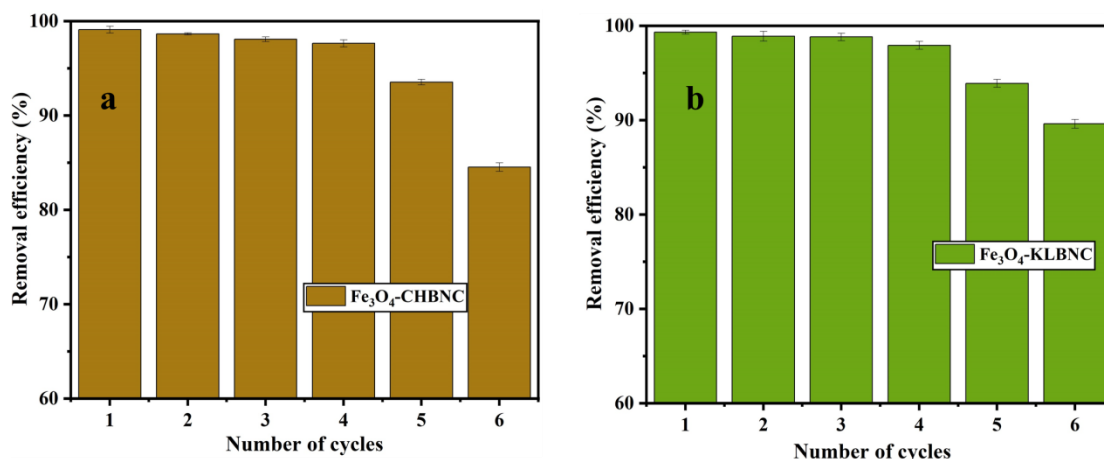 a
Removal efficiency (%)
100
90
80
70
60
Fe₃O₄-CHBNC
1 2 3 4 5 6
Number of cycles
b
Removal efficiency (%)
100
90
80
70
60
Fe₃O₄-KLBNC
1 2 3 4 5 6
Number of cycles